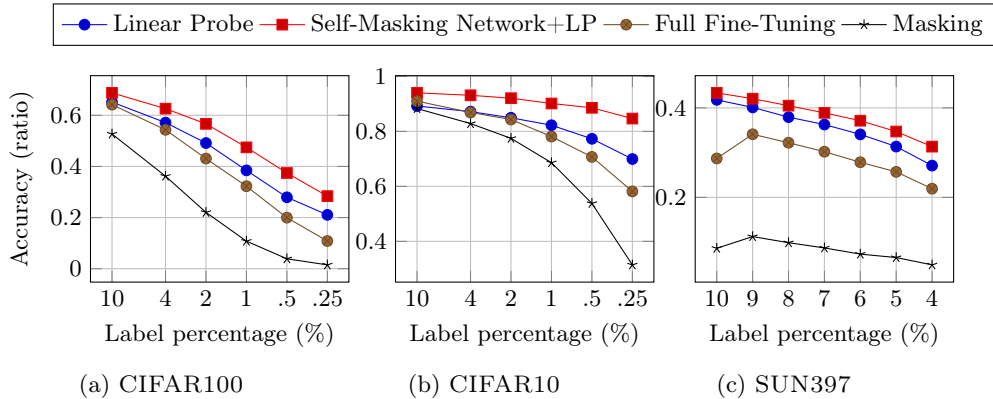 Linear Probe Self-Masking Network+LP Full Fine-Tuning Masking
Accuracy (ratio)
0.6
0.4
0.2
0
10 4 2 1 .5 .25
Label percentage (%)
(a) CIFAR100
1
0.8
0.6
0.4
10 4 2 1 .5 .25
Label percentage (%)
(b) CIFAR10
0.4
0.2
10 9 8 7 6 5 4
Label percentage (%)
(c) SUN397